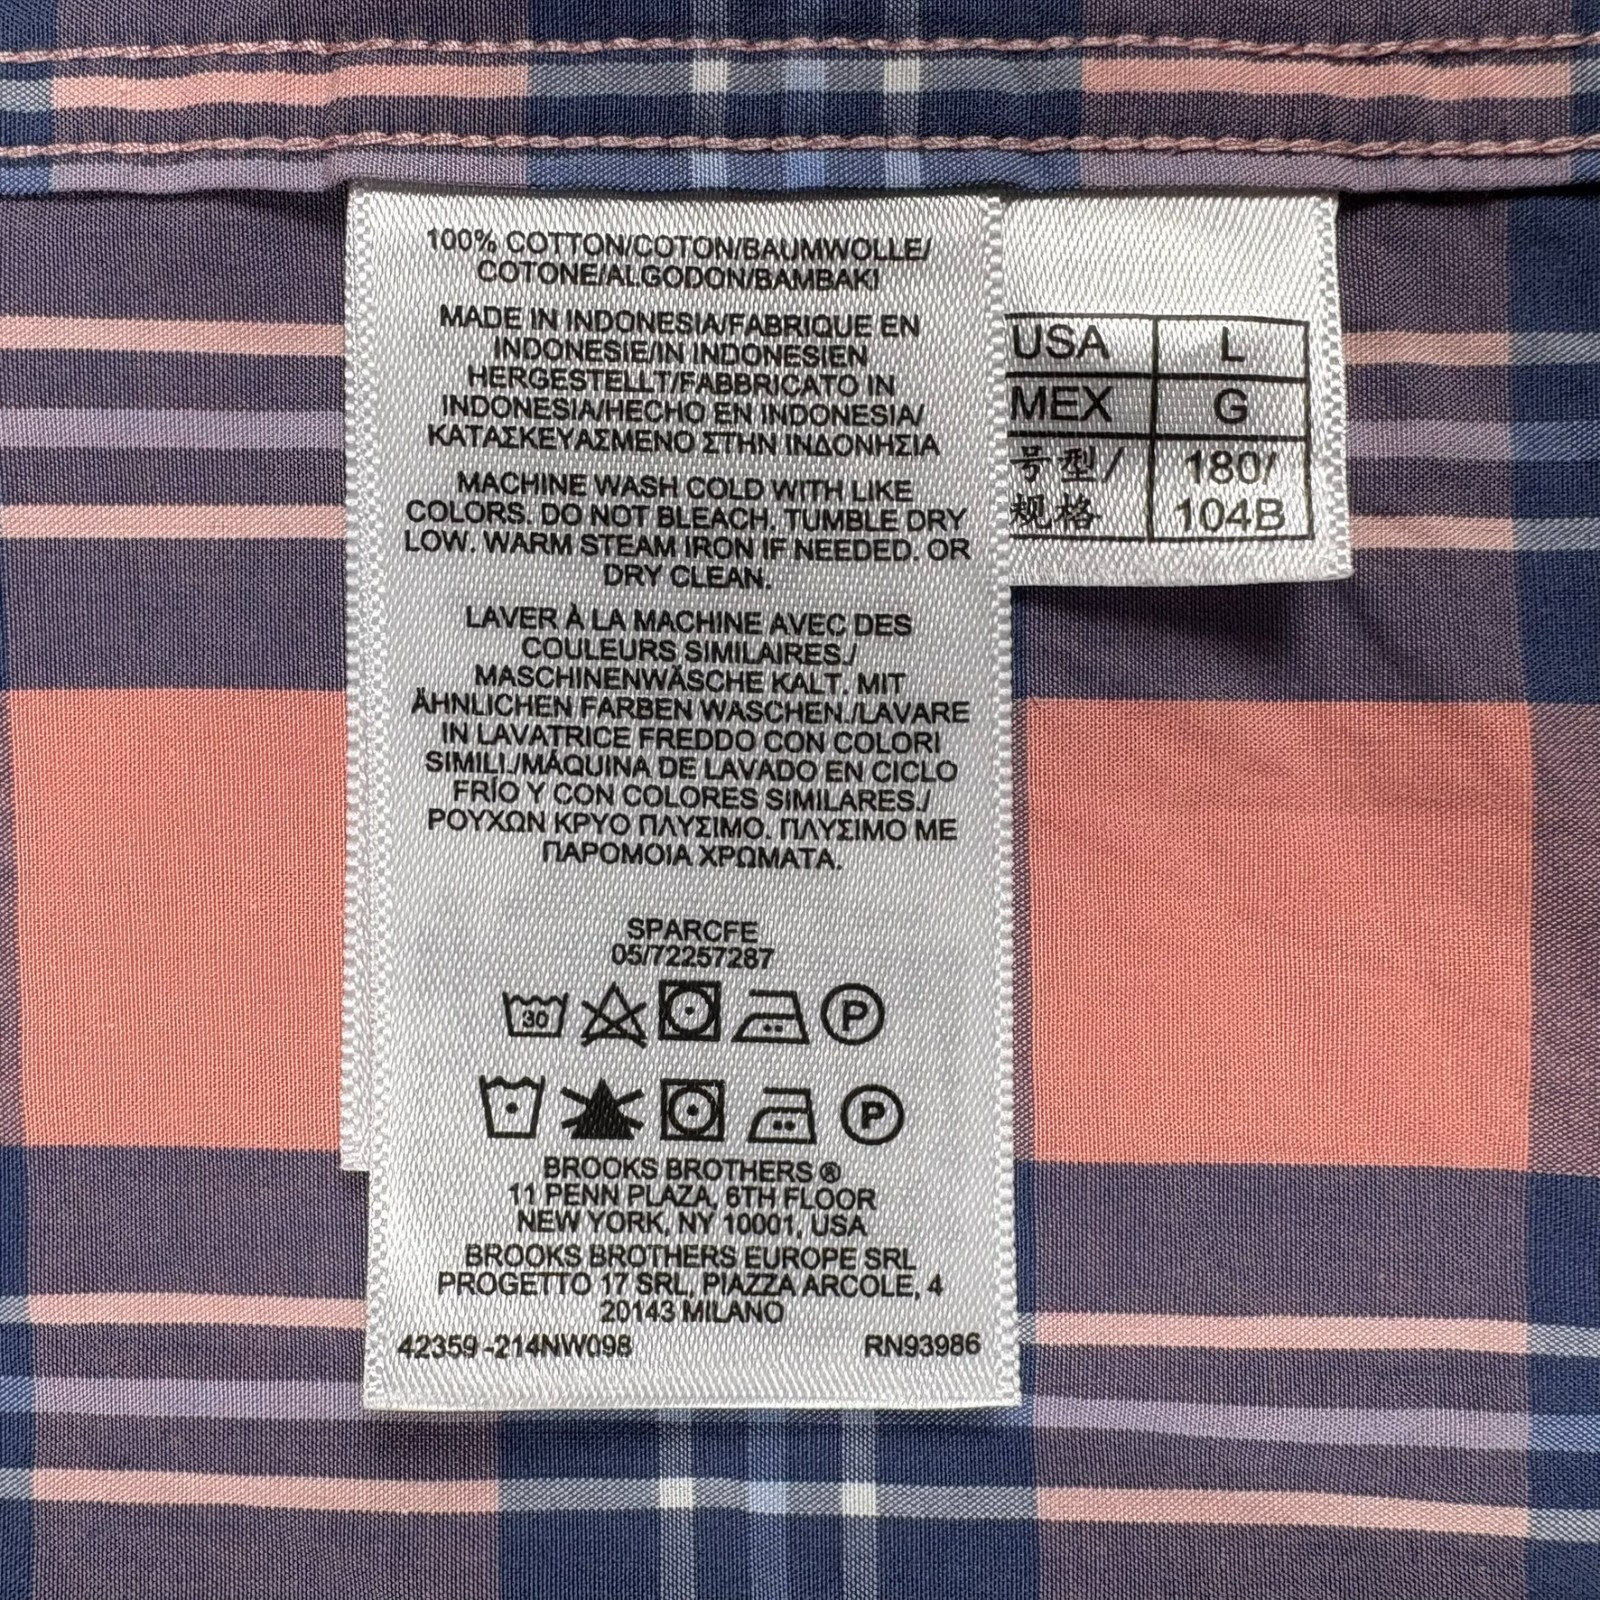 100% COTTON/COTON/BAUMWOLLE/
COTONE/ALGODON/BAMBAKI
MADE IN INDONESIA/FABRIQUE EN
INDONESIE/IN INDONESIEN
HERGESTELLT/FABBRICATO IN
INDONESIA/HECHO EN INDONESIA/
ΚΑΤΑΣΚΕΥΑΣΜΕΝΟ ΣΤΗΝ ΙΝΔΟΝΗΣΙΑ
MACHINE WASH COLD WITH LIKE
COLORS. DO NOT BLEACH. TUMBLE DRY
LOW. WARM STEAM IRON IF NEEDED. OR
DRY CLEAN.
LAVER À LA MACHINE AVEC DES
COULEURS SIMILAIRES./
MASCHINENWÄSCHE KALT. MIT
ÄHNLICHEN FARBEN WASCHEN./LAVARE
IN LAVATRICE FREDDO CON COLORI
SIMILI./MÁQUINA DE LAVADO EN CICLO
FRÍO Y CON COLORES SIMILARES./
ΡΟΥΧΩΝ ΚΡΥΟ ΠΛΥΣΙΜΟ. ΠΛΥΣΙΜΟ ΜΕ
ΠΑΡΟΜΟΙΑ ΧΡΩΜΑΤΑ.
SPARCFE
05/72257287
30 P
P
BROOKS BROTHERS ®
11 PENN PLAZA, 6TH FLOOR
NEW YORK, NY 10001, USA
BROOKS BROTHERS EUROPE SRL
PROGETTO 17 SRL, PIAZZA ARCOLE, 4
20143 MILANO
42359-214NW098 RN93986
USA L
MEX G
号型/ 180/
规格 104B